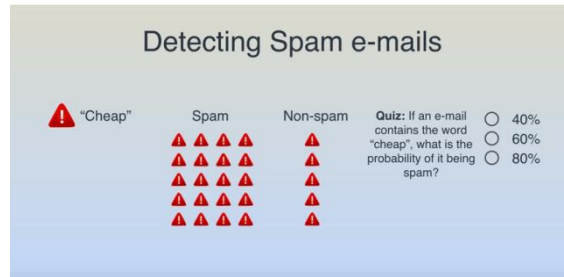 Detecting Spam e-mails
"Cheap"
Spam
Non-spam
Quiz: If an e-mail
contains the word
"cheap", what is the
probability of it being
spam?
40%
60%
80%